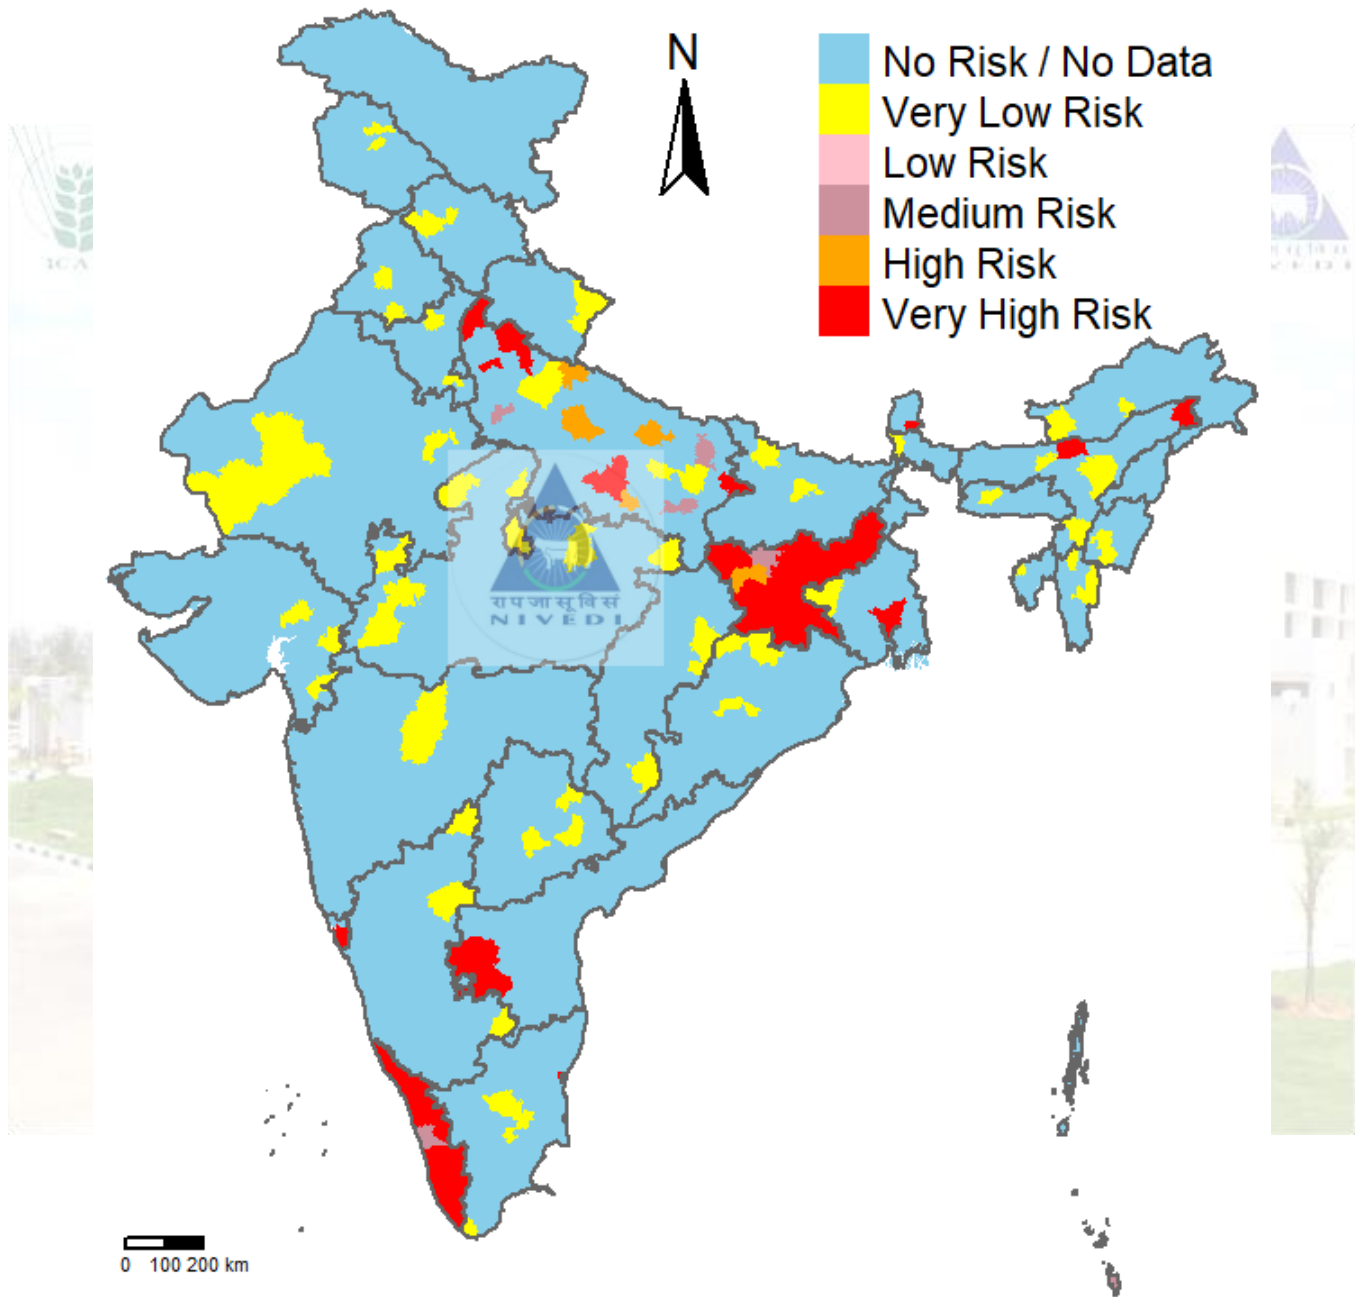 N
No Risk / No Data
Very Low Risk
Low Risk
Medium Risk
High Risk
Very High Risk
रापजासूविसं
NIVEDI
0 100 200 km